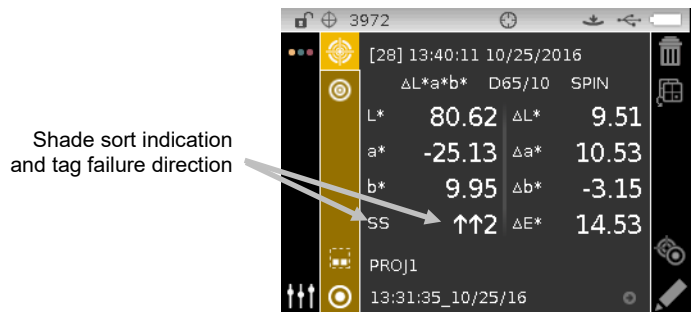 3972
[28] 13:40:11 10/25/2016
ΔL*a*b* D65/10 SPIN
L* 80.62 ΔL* 9.51
a* -25.13 Δa* 10.53
b* 9.95 Δb* -3.15
SS ↑↑2 ΔE* 14.53
PROJ1
13:31:35_10/25/16
Shade sort indication
and tag failure direction